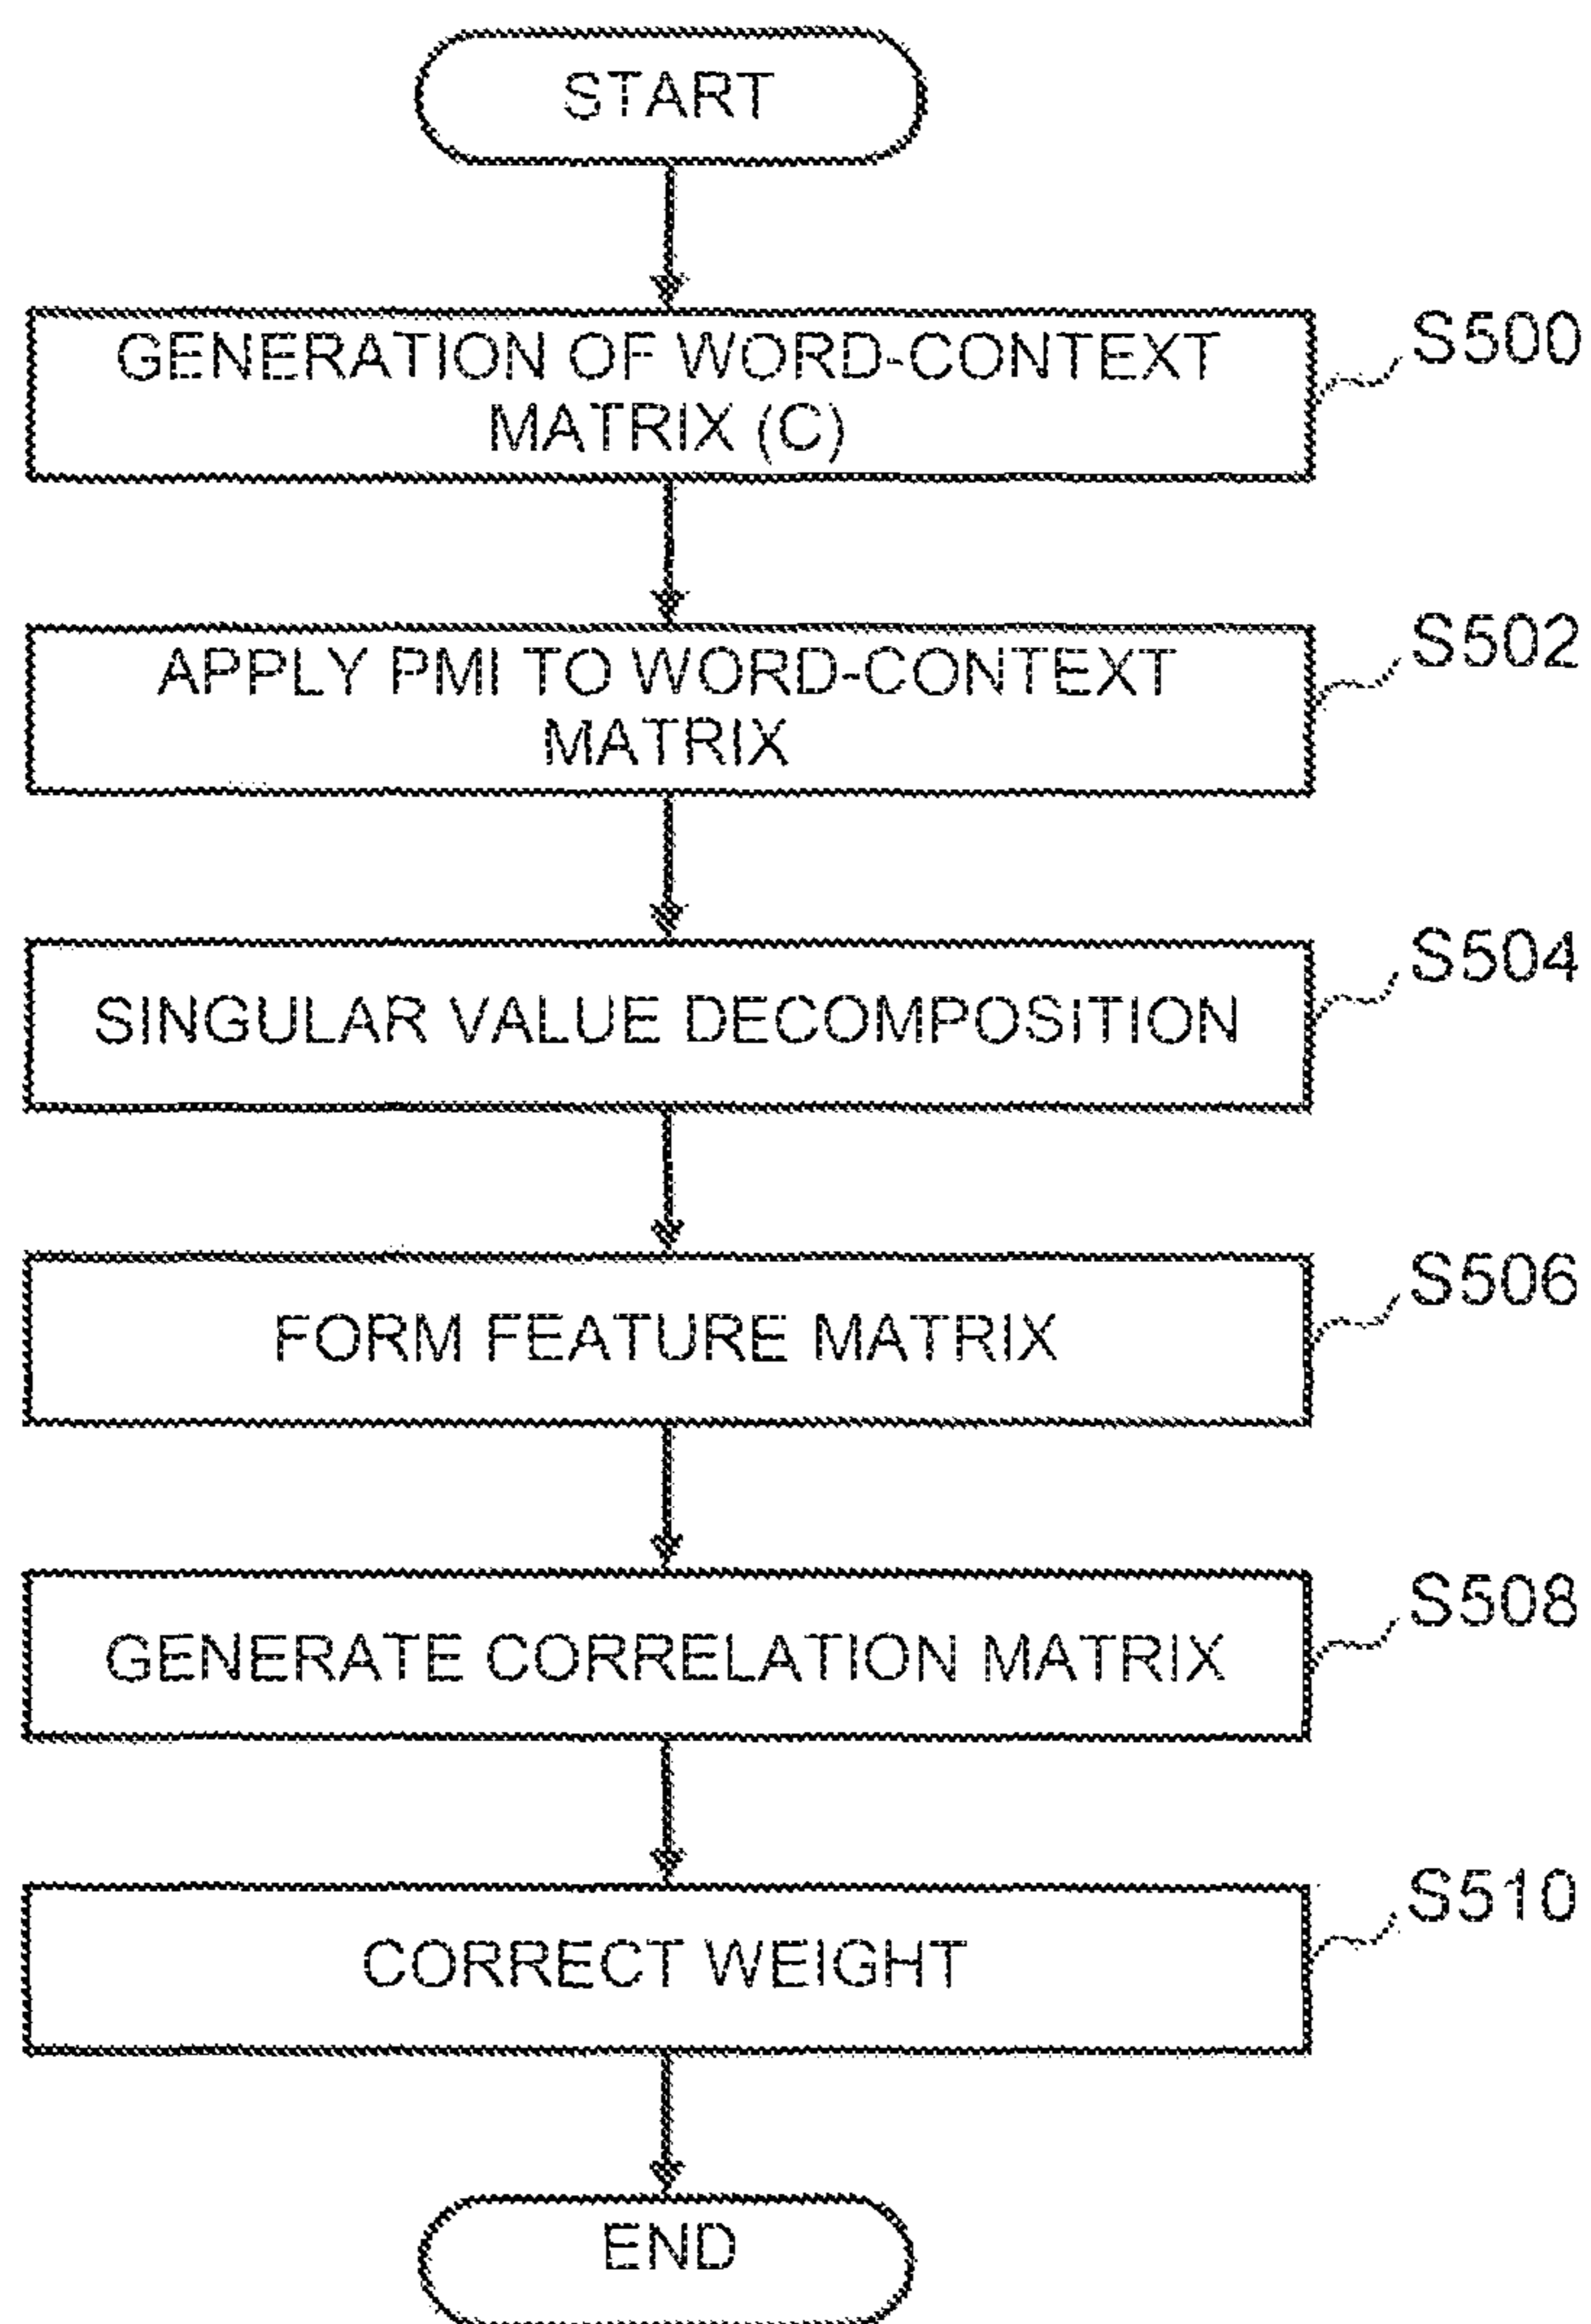 START
GENERATION OF WORD-CONTEXT
MATRIX (C)
S500
APPLY PMI TO WORD-CONTEXT
MATRIX
S502
SINGULAR VALUE DECOMPOSITION
S504
FORM FEATURE MATRIX
S506
GENERATE CORRELATION MATRIX
S508
CORRECT WEIGHT
S510
END